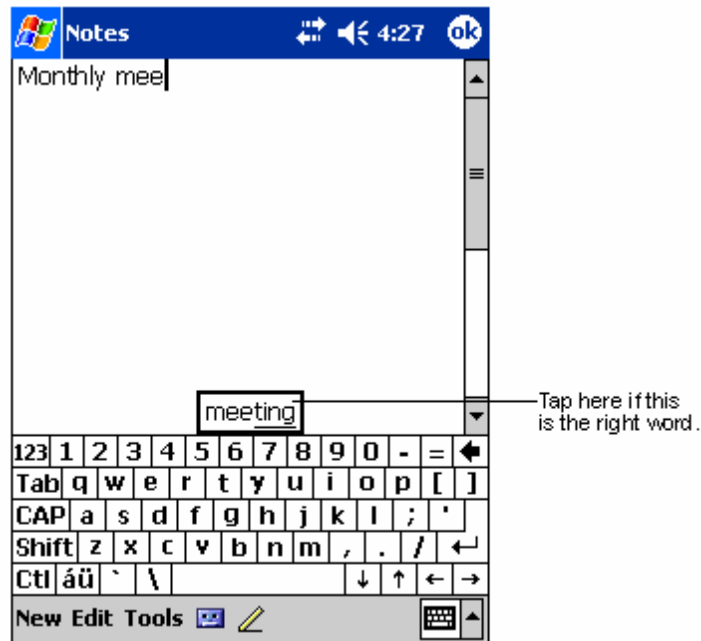 Notes 4:27 ok
Monthly mee
meeting
Tap here if this
is the right word.
123 1 2 3 4 5 6 7 8 9 0 - =
Tab q w e r t y u i o p [ ]
CAP a s d f g h j k l ; '
Shift z x c v b n m , . /
Ctl áü ` \
New Edit Tools